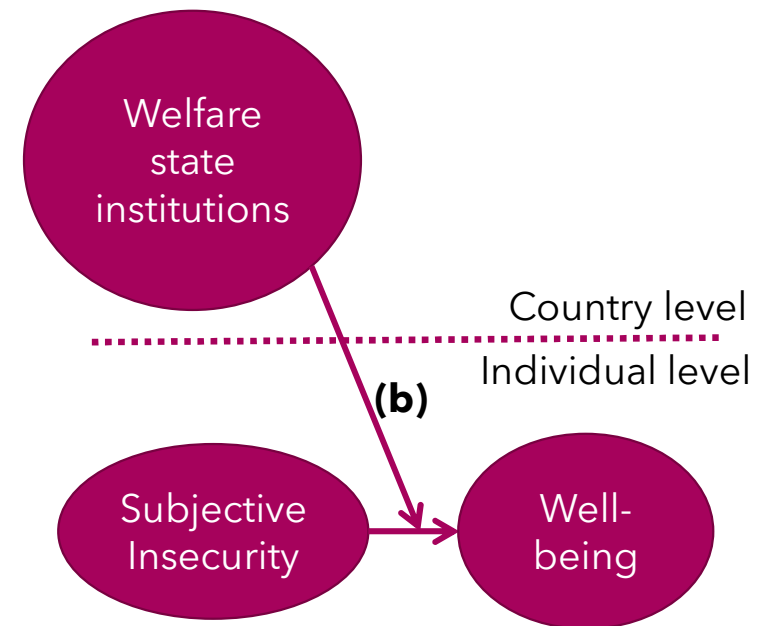 Welfare
state
institutions
Country level
Individual level
(b)
Subjective
Insecurity
Well-
being